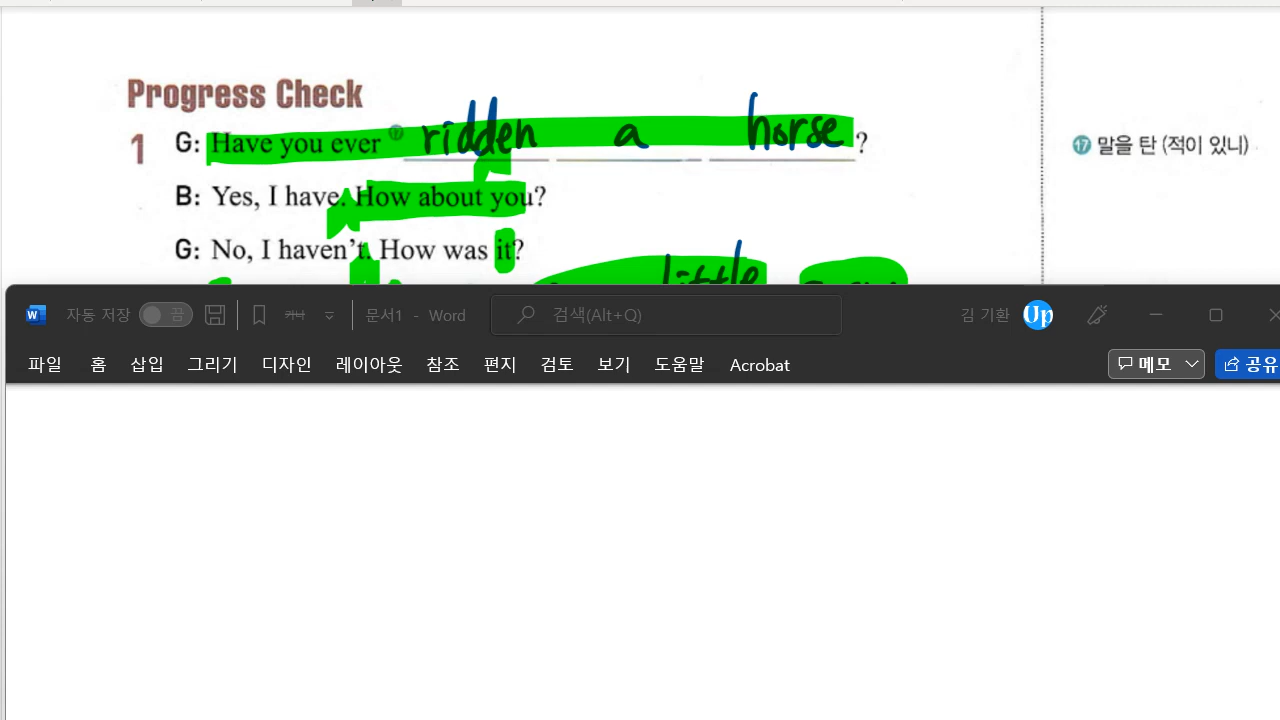 Progress Check
1 G: Have you ever ⑰ ridden a horse ?
⑰ 말을 탄 (적이 있니)
B: Yes, I have. How about you?
G: No, I haven't. How was it?
little
자동 저장 끔 가나 문서1 - Word 검색(Alt+Q) 김 기환 Up
파일 홈 삽입 그리기 디자인 레이아웃 참조 편지 검토 보기 도움말 Acrobat 메모 공유